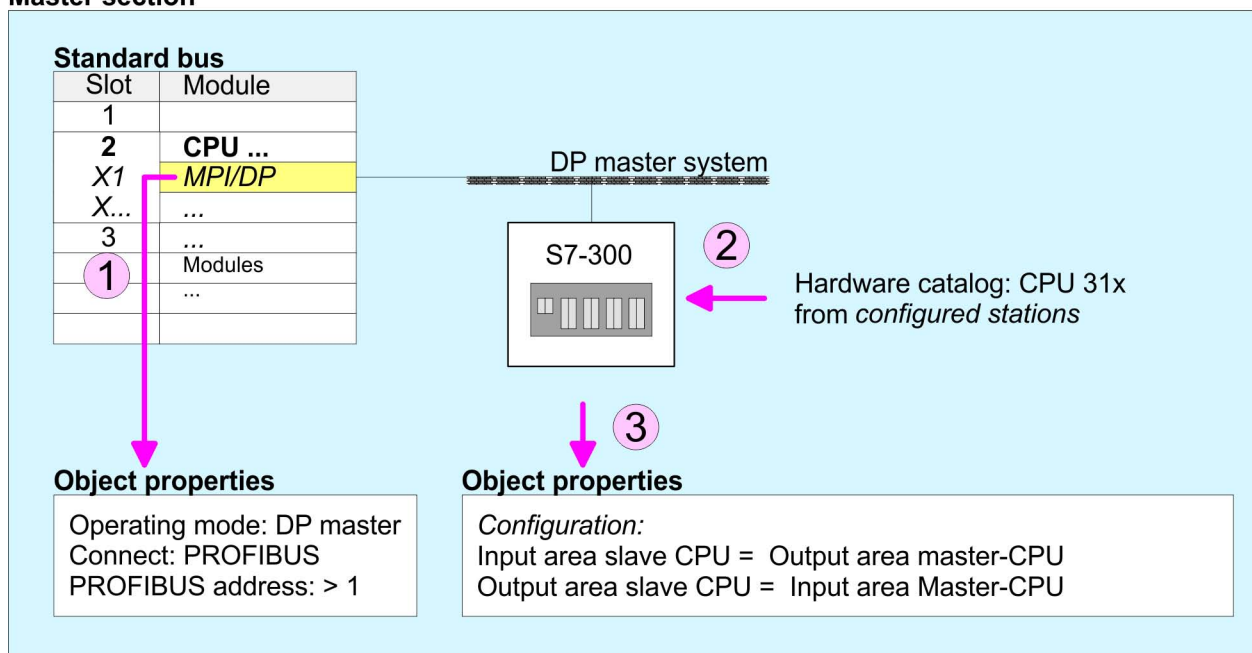 Master section
Standard bus
Slot Module
1
2 CPU ...
X1 MPI/DP
X... ...
3 ...
Modules
...
1
DP master system
S7-300
2
Hardware catalog: CPU 31x
from configured stations
3
Object properties
Operating mode: DP master
Connect: PROFIBUS
PROFIBUS address: > 1
Object properties
Configuration:
Input area slave CPU = Output area master-CPU
Output area slave CPU = Input area Master-CPU